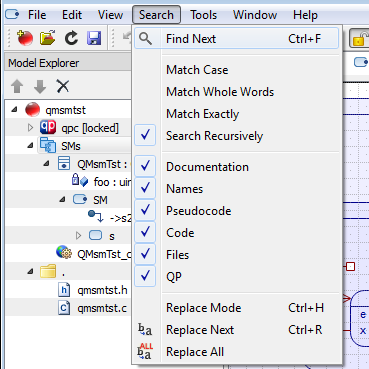 File Edit View Search Tools Window Help
Model Explorer
qmsmtst
qpc [locked]
SMs
QMsmTst :
foo : uir
SM
->s2
s
QMsmTst_c
.
qmsmtst.h
qmsmtst.c
Find Next Ctrl+F
Match Case
Match Whole Words
Match Exactly
Search Recursively
Documentation
Names
Pseudocode
Code
Files
QP
Replace Mode Ctrl+H
Replace Next Ctrl+R
Replace All
e
x